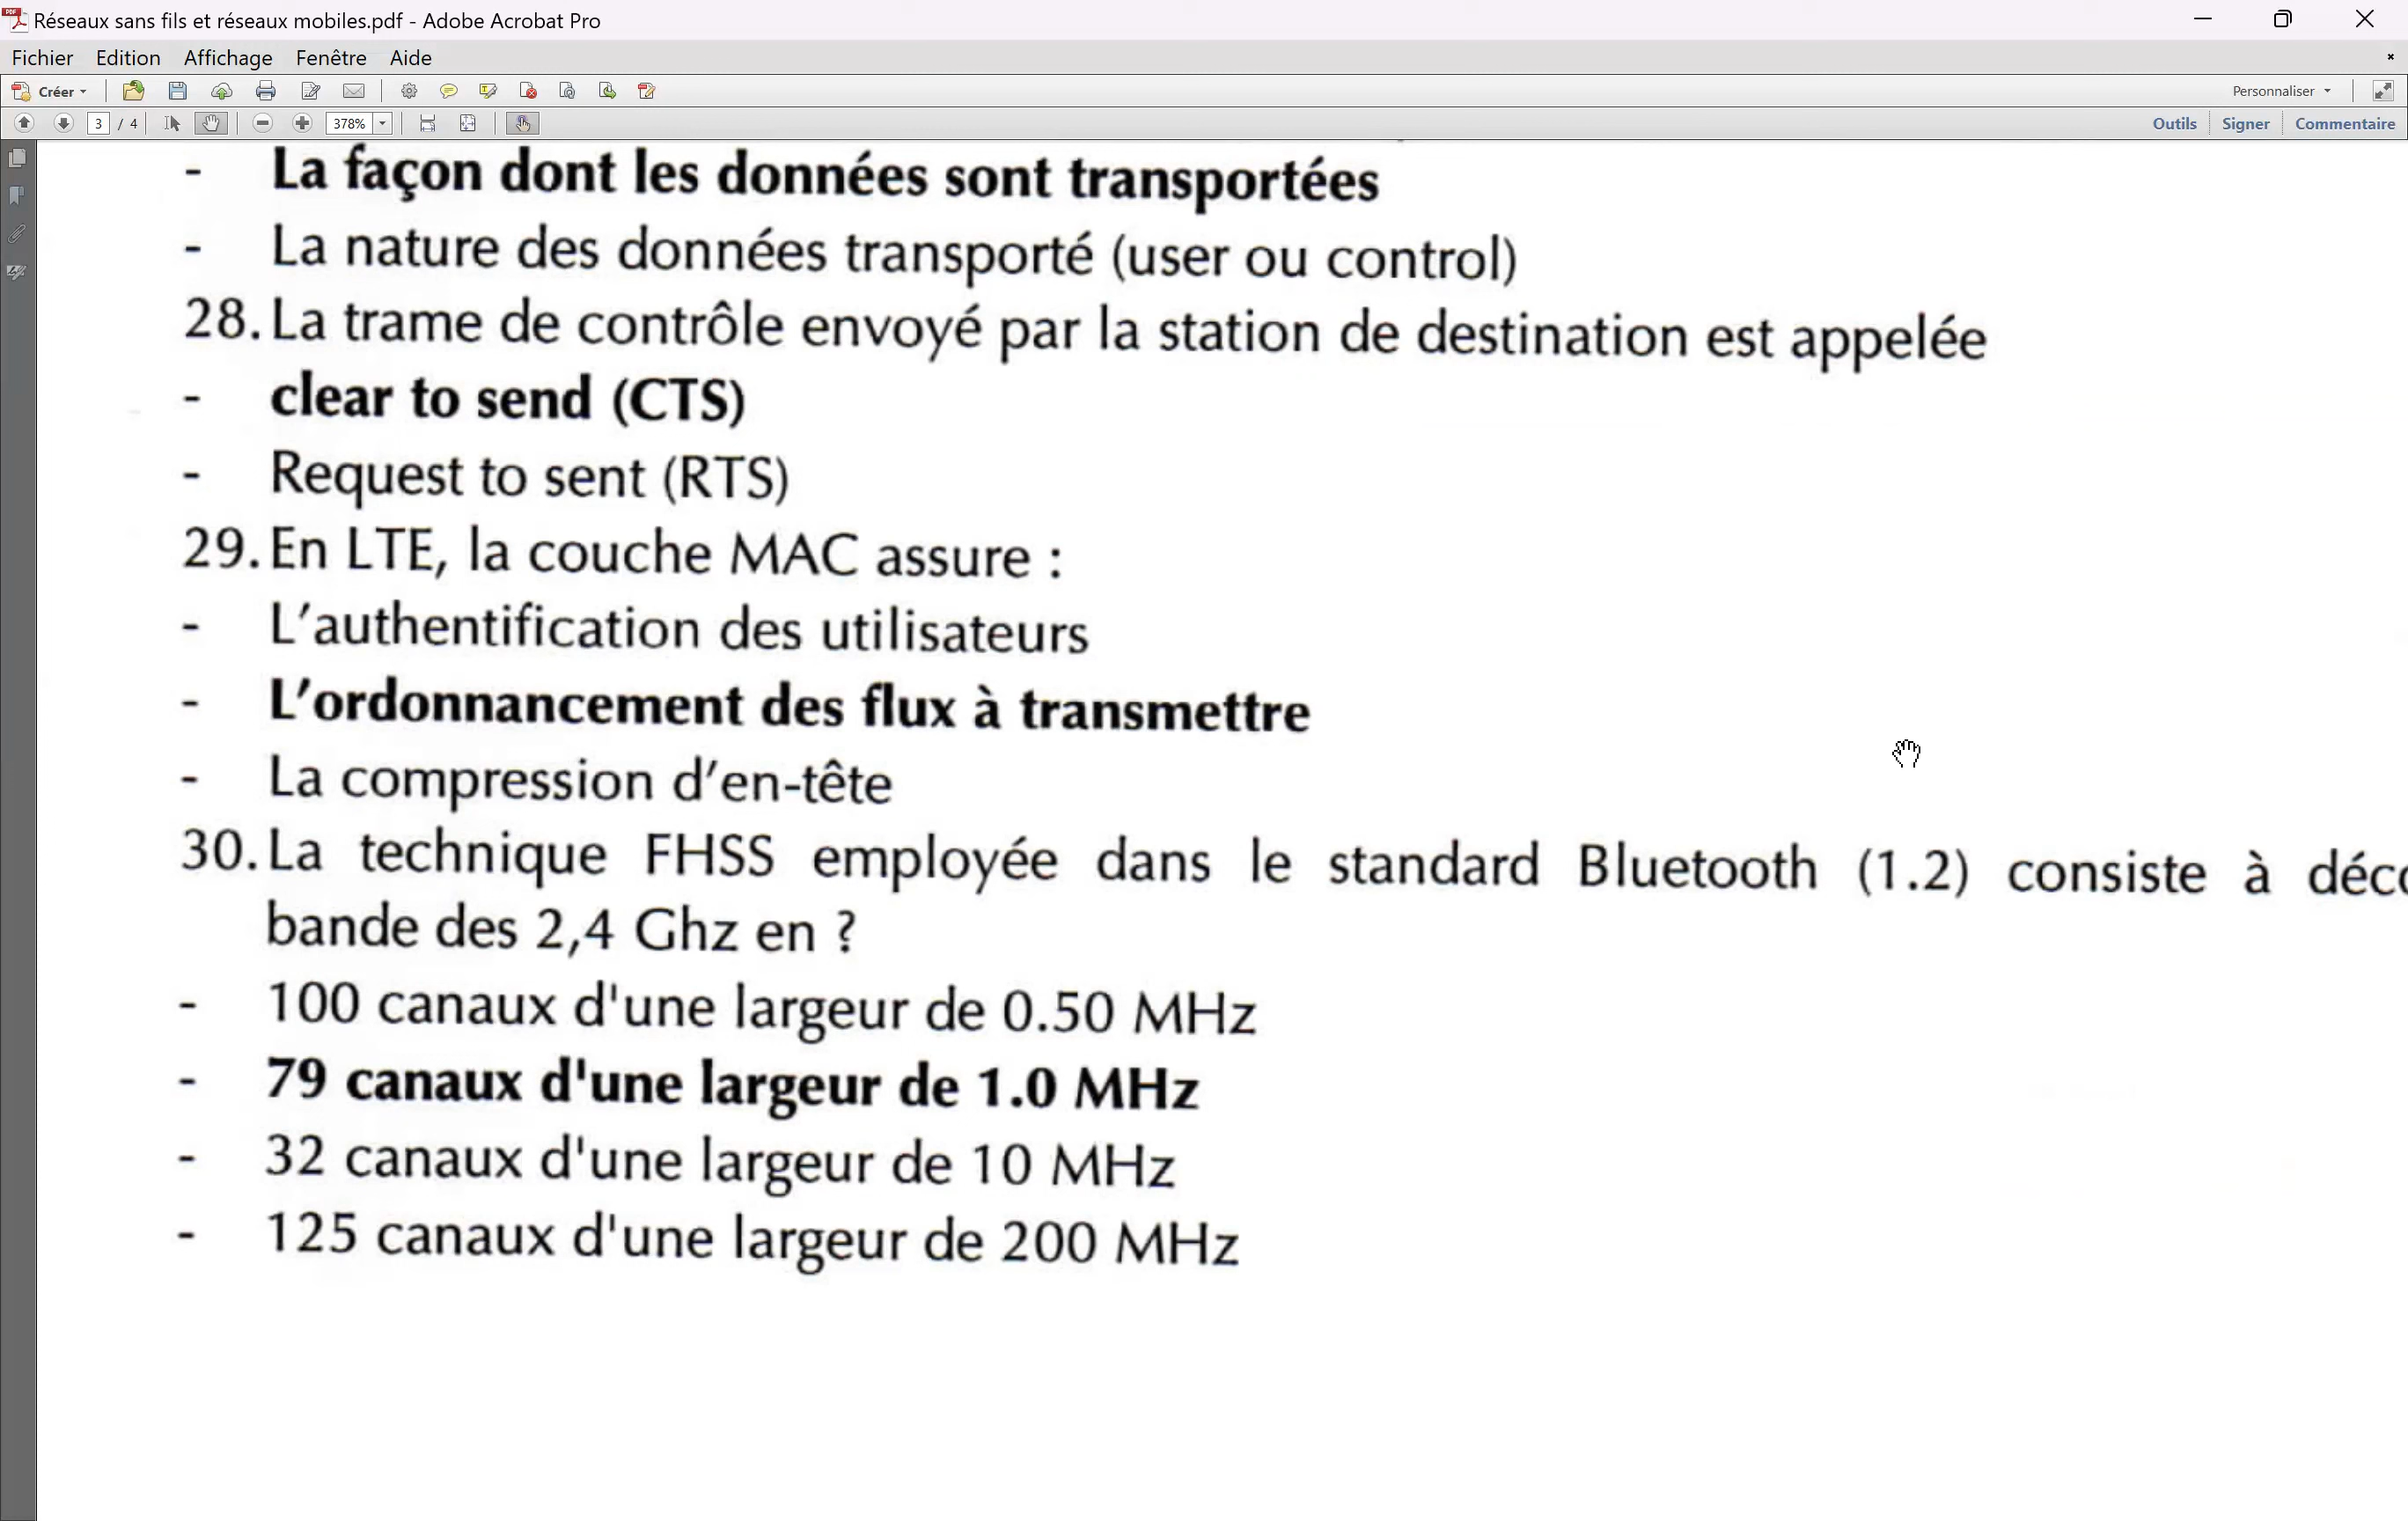 Réseaux sans fils et réseaux mobiles.pdf - Adobe Acrobat Pro
Fichier Edition Affichage Fenêtre Aide
Créer Personnaliser
3 / 4 378% Outils Signer Commentaire
- La façon dont les données sont transportées
- La nature des données transporté (user ou control)
28. La trame de contrôle envoyé par la station de destination est appelée
- clear to send (CTS)
- Request to sent (RTS)
29. En LTE, la couche MAC assure :
- L'authentification des utilisateurs
- L'ordonnancement des flux à transmettre
- La compression d'en-tête
30. La technique FHSS employée dans le standard Bluetooth (1.2) consiste à
bande des 2,4 Ghz en ?
- 100 canaux d'une largeur de 0.50 MHz
- 79 canaux d'une largeur de 1.0 MHz
- 32 canaux d'une largeur de 10 MHz
- 125 canaux d'une largeur de 200 MHz